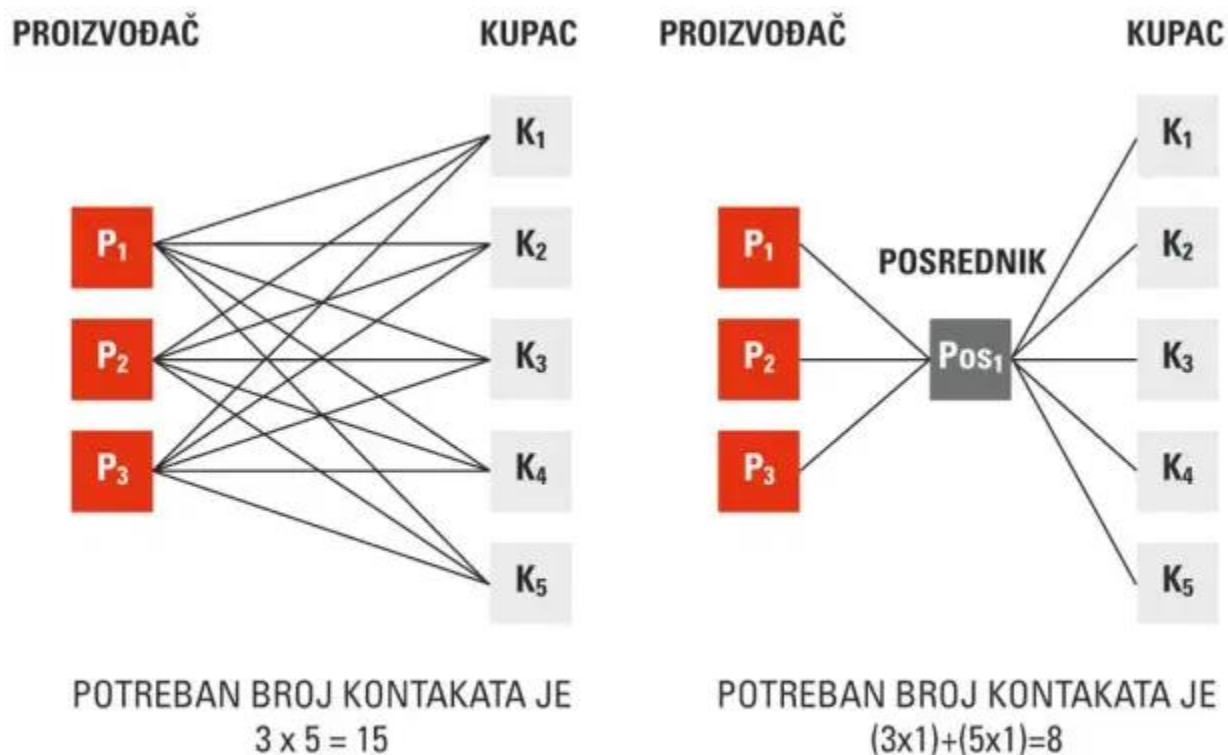 PROIZVOĐAČ
KUPAC
P₁
P₂
P₃
K₁
K₂
K₃
K₄
K₅
POTREBAN BROJ KONTAKATA JE
3 x 5 = 15
PROIZVOĐAČ
KUPAC
P₁
P₂
P₃
POSREDNIK
Pos₁
K₁
K₂
K₃
K₄
K₅
POTREBAN BROJ KONTAKATA JE
(3x1)+(5x1)=8